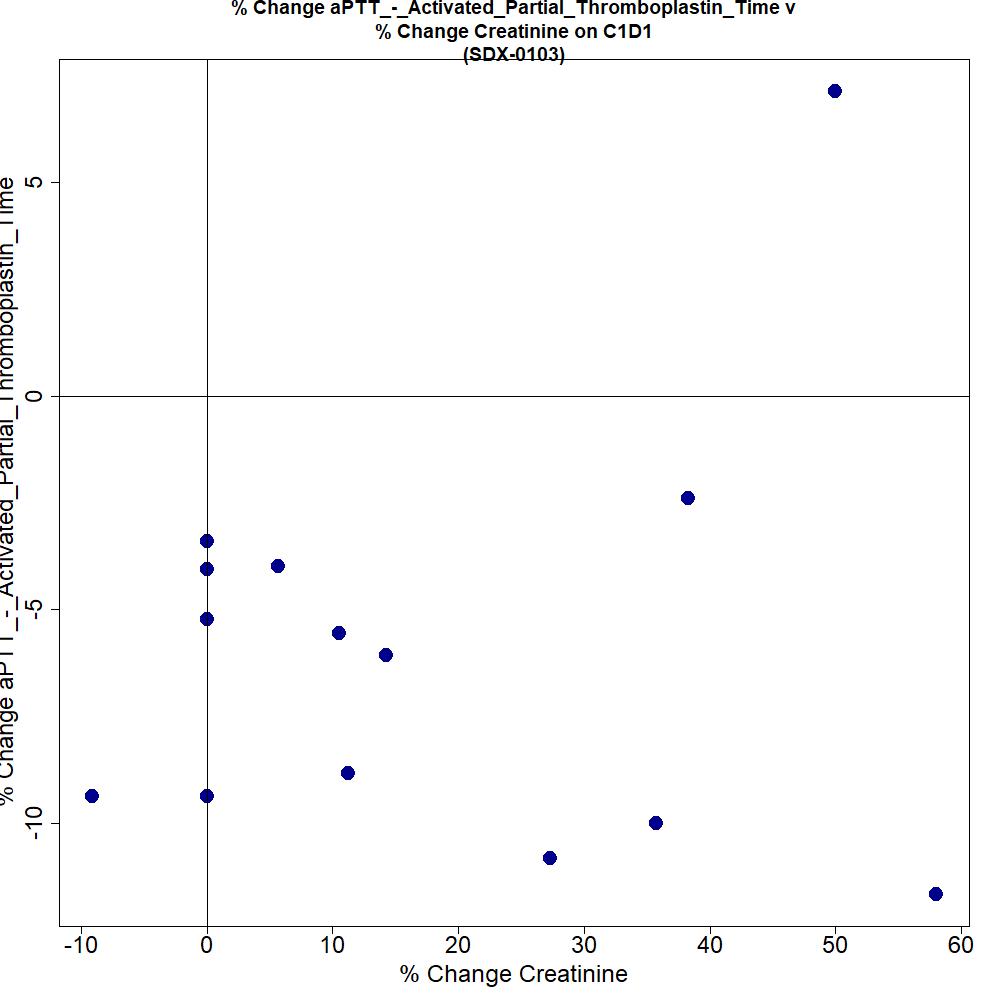 % Change aPTT_-_Activated_Partial_Thromboplastin_Time v
% Change Creatinine on C1D1
(SDX-0103)
% Change aPTT_-_Activated_Partial_Thromboplastin_Time
5
0
-5
-10
-10
0
10
20
30
40
50
60
% Change Creatinine